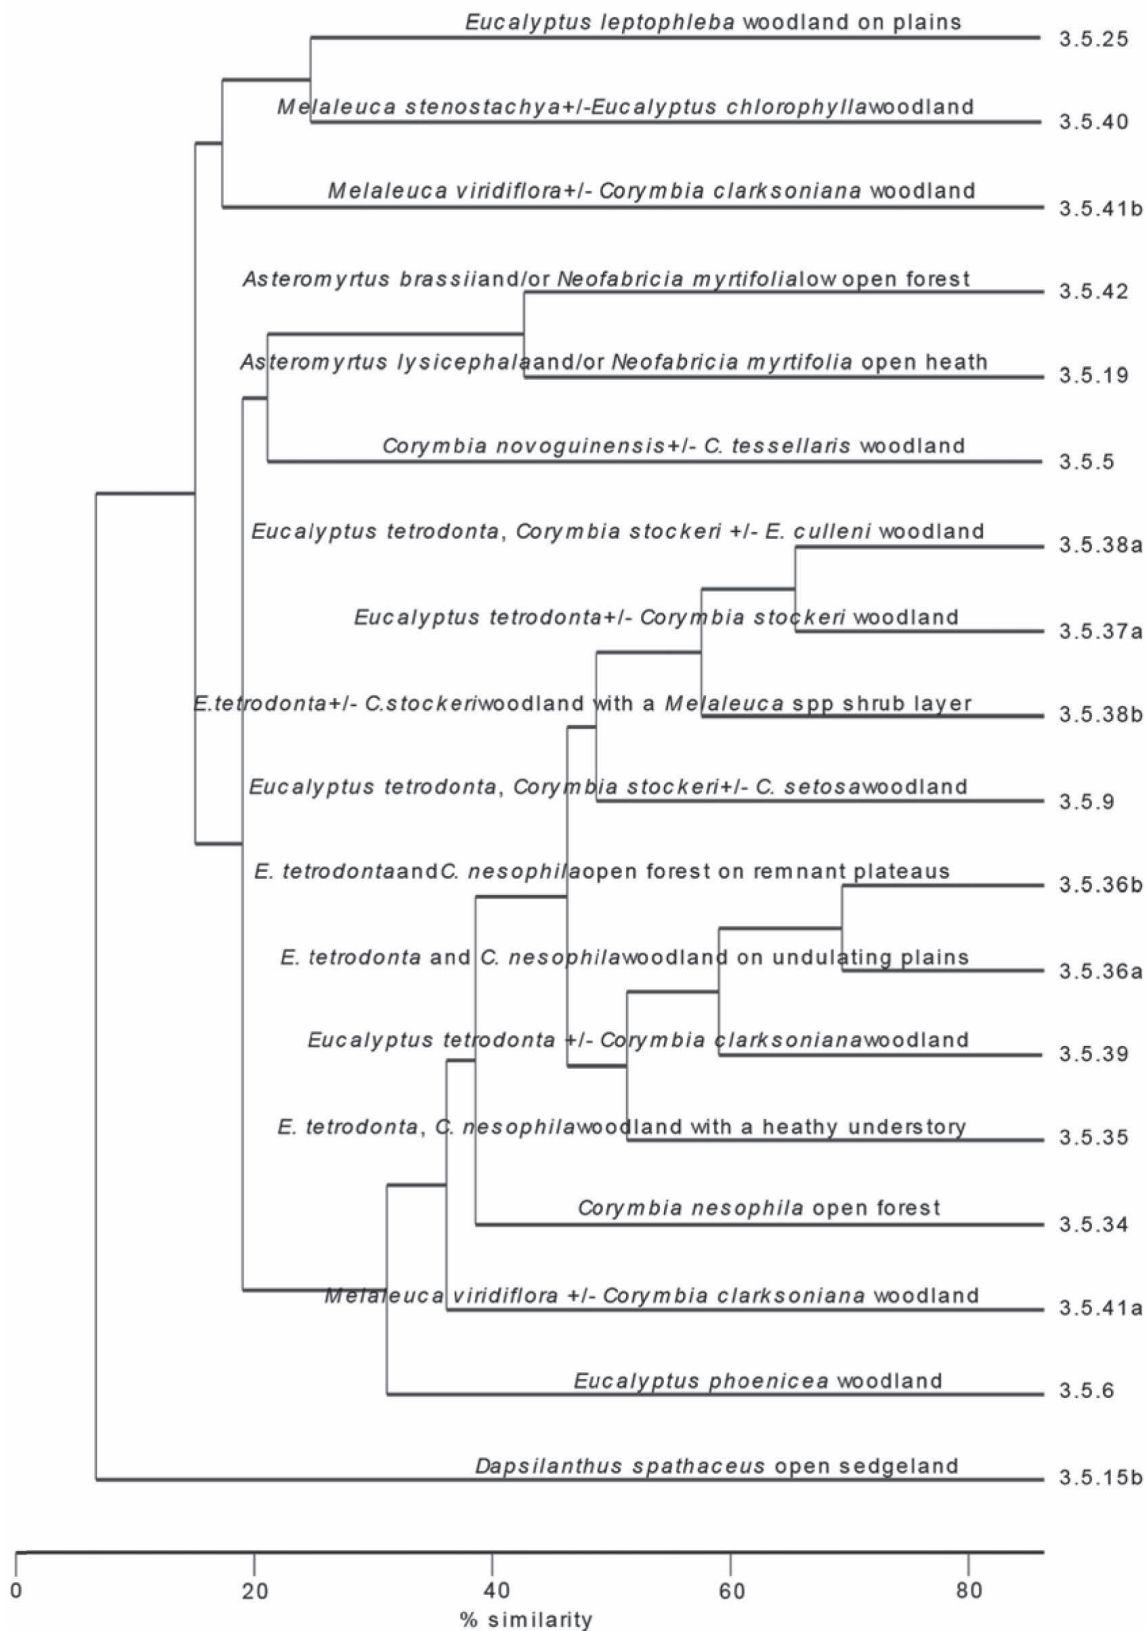 Eucalyptus leptophleba woodland on plains 3.5.25
Melaleuca stenostachya+/-Eucalyptus chlorophyllawoodland 3.5.40
Melaleuca viridiflora+/- Corymbia clarksoniana woodland 3.5.41b
Asteromyrtus brassiiand/or Neofabricia myrtifolialow open forest 3.5.42
Asteromyrtus lysicephalaand/or Neofabricia myrtifolia open heath 3.5.19
Corymbia novoguinensis+/- C. tessellaris woodland 3.5.5
Eucalyptus tetrodonta, Corymbia stockeri +/- E. culleni woodland 3.5.38a
Eucalyptus tetrodonta+/- Corymbia stockeri woodland 3.5.37a
E.tetrodonta+/- C.stockeriwoodland with a Melaleuca spp shrub layer 3.5.38b
Eucalyptus tetrodonta, Corymbia stockeri+/- C. setosawoodland 3.5.9
E. tetrodontaandC. nesophilaopen forest on remnant plateaus 3.5.36b
E. tetrodonta and C. nesophilawoodland on undulating plains 3.5.36a
Eucalyptus tetrodonta +/- Corymbia clarksonianawoodland 3.5.39
E. tetrodonta, C. nesophilawoodland with a heathy understory 3.5.35
Corymbia nesophila open forest 3.5.34
Melaleuca viridiflora +/- Corymbia clarksoniana woodland 3.5.41a
Eucalyptus phoenicea woodland 3.5.6
Dapsilanthus spathaceus open sedgeland 3.5.15b
0 20 40 60 80
% similarity